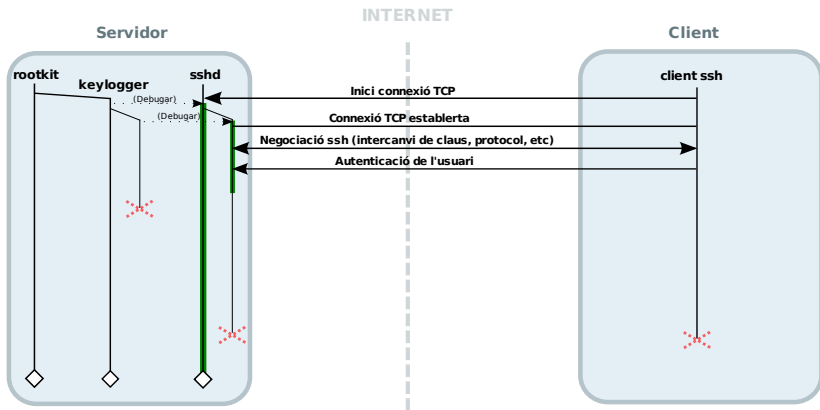 INTERNET
Servidor
Client
rootkit
keylogger
sshd
client ssh
Inici connexió TCP
(Debugar)
Connexió TCP establerta
(Debugar)
Negociació ssh (intercanvi de claus, protocol, etc)
Autenticació de l'usuari